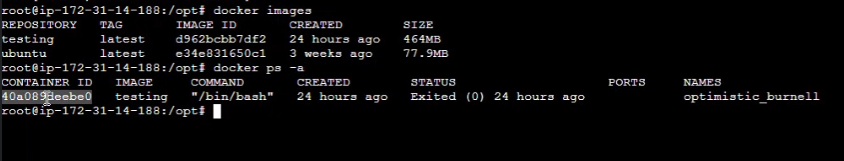 root@ip-172-31-14-188:/opt# docker images
REPOSITORY TAG IMAGE ID CREATED SIZE
testing latest d962bcbb7df2 24 hours ago 464MB
ubuntu latest e34e831650c1 3 weeks ago 77.9MB
root@ip-172-31-14-188:/opt# docker ps -a
CONTAINER ID IMAGE COMMAND CREATED STATUS PORTS NAMES
40a089deebe0 testing "/bin/bash" 24 hours ago Exited (0) 24 hours ago optimistic_burnell
root@ip-172-31-14-188:/opt#